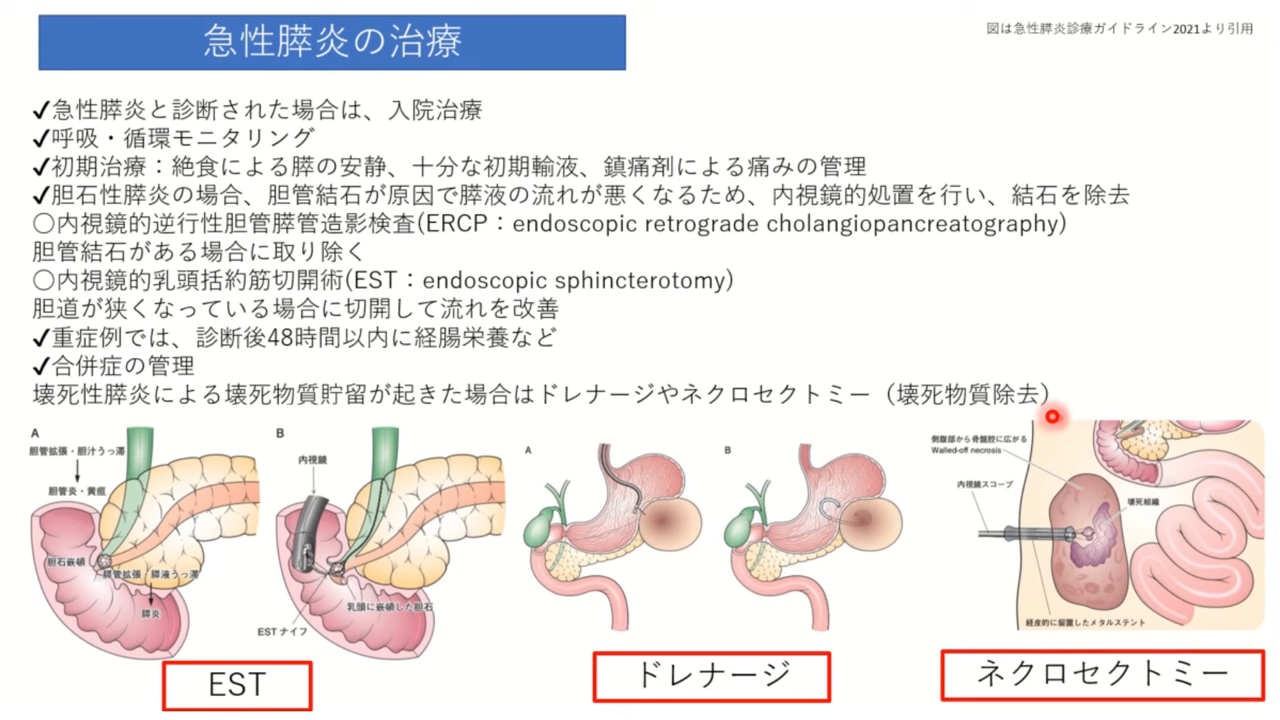 急性膵炎の治療
図は急性膵炎診療ガイドライン2021より引用
✓急性膵炎と診断された場合は、入院治療
✓呼吸・循環モニタリング
✓初期治療：絶食による膵の安静、十分な初期輸液、鎮痛剤による痛みの管理
✓胆石性膵炎の場合、胆管結石が原因で膵液の流れが悪くなるため、内視鏡的処置を行い、結石を除去
〇内視鏡的逆行性胆管膵管造影検査(ERCP：endoscopic retrograde cholangiopancreatography)
胆管結石がある場合に取り除く
〇内視鏡的乳頭括約筋切開術(EST：endoscopic sphincterotomy)
胆道が狭くなっている場合に切開して流れを改善
✓重症例では、診断後48時間以内に経腸栄養など
✓合併症の管理
壊死性膵炎による壊死物質貯留が起きた場合はドレナージやネクロセクトミー（壊死物質除去）
A
胆管拡張・胆汁うっ滞
胆管炎・黄疸
胆石嵌頓
膵管拡張・膵液うっ滞
膵炎
B
内視鏡
乳頭に嵌頓した胆石
ESTナイフ
EST
A
B
ドレナージ
側腹部から骨盤腔に広がる
Walled-off necrosis
内視鏡スコープ
壊死組織
経皮的に留置したメタルステント
ネクロセクトミー